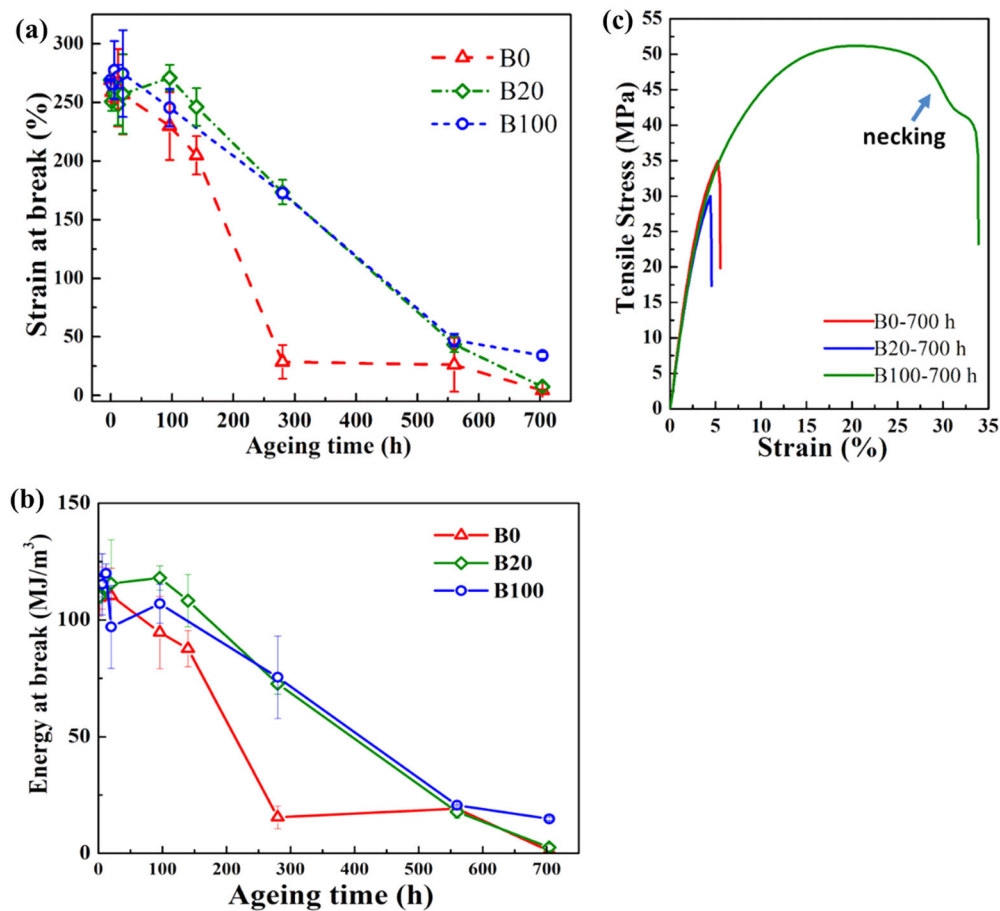 (a)
300
250
200
150
100
50
0
Strain at break (%)
B0
B20
B100
0 100 200 300 400 500 600 700
Ageing time (h)
(c)
55
50
45
40
35
30
25
20
15
10
5
0
Tensile Stress (MPa)
necking
B0-700 h
B20-700 h
B100-700 h
0 5 10 15 20 25 30 35
Strain (%)
(b)
150
100
50
0
Energy at break (MJ/m³)
B0
B20
B100
0 100 200 300 400 500 600 700
Ageing time (h)